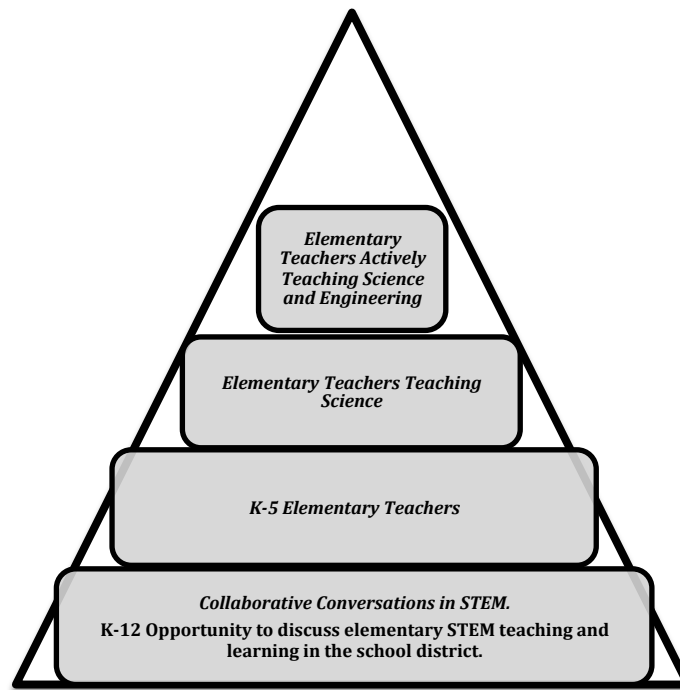 Elementary
Teachers Actively
Teaching Science
and Engineering
Elementary Teachers Teaching
Science
K-5 Elementary Teachers
Collaborative Conversations in STEM.
K-12 Opportunity to discuss elementary STEM teaching and
learning in the school district.